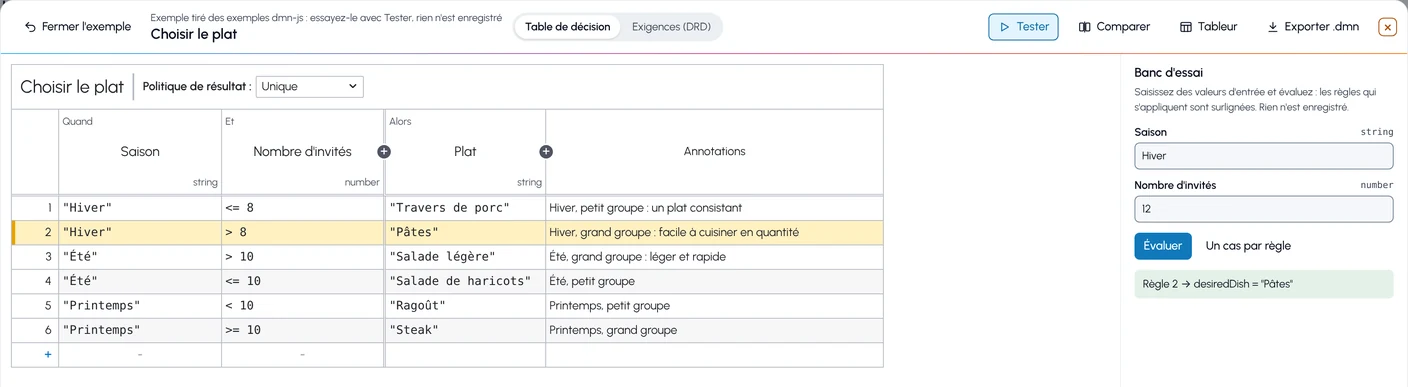 Fermer l'exemple
Exemple tiré des exemples dmn-js : essayez-le avec Tester, rien n'est enregistré
Choisir le plat
Table de décision Exigences (DRD)
Tester Comparer Tableur Exporter .dmn
Choisir le plat Politique de résultat : Unique
Quand Et Alors
Saison Nombre d'invités Plat Annotations
string number string
1 "Hiver" <= 8 "Travers de porc" Hiver, petit groupe : un plat consistant
2 "Hiver" > 8 "Pâtes" Hiver, grand groupe : facile à cuisiner en quantité
3 "Été" > 10 "Salade légère" Été, grand groupe : léger et rapide
4 "Été" <= 10 "Salade de haricots" Été, petit groupe
5 "Printemps" < 10 "Ragoût" Printemps, petit groupe
6 "Printemps" >= 10 "Steak" Printemps, grand groupe
+ - -
Banc d'essai
Saisissez des valeurs d'entrée et évaluez : les règles qui
s'appliquent sont surlignées. Rien n'est enregistré.
Saison string
Hiver
Nombre d'invités number
12
Évaluer Un cas par règle
Règle 2 → desiredDish = "Pâtes"